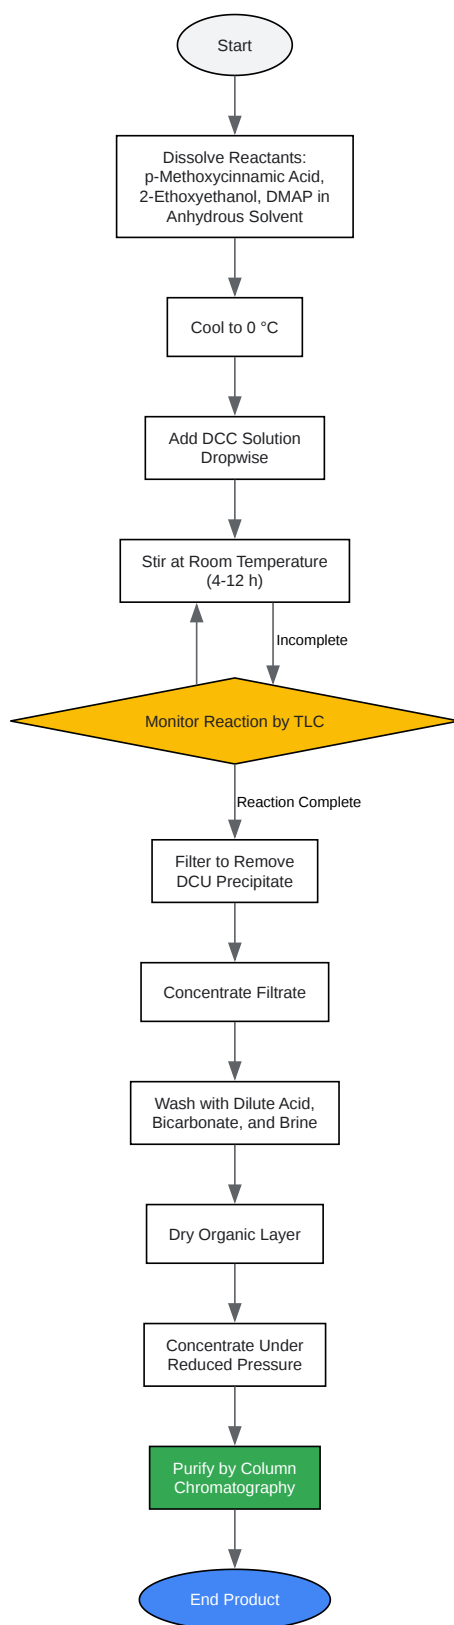 Start
Dissolve Reactants:
p-Methoxycinnamic Acid,
2-Ethoxyethanol, DMAP in
Anhydrous Solvent
Cool to 0 °C
Add DCC Solution
Dropwise
Stir at Room Temperature
(4-12 h)
Incomplete
Monitor Reaction by TLC
Reaction Complete
Filter to Remove
DCU Precipitate
Concentrate Filtrate
Wash with Dilute Acid,
Bicarbonate, and Brine
Dry Organic Layer
Concentrate Under
Reduced Pressure
Purify by Column
Chromatography
End Product